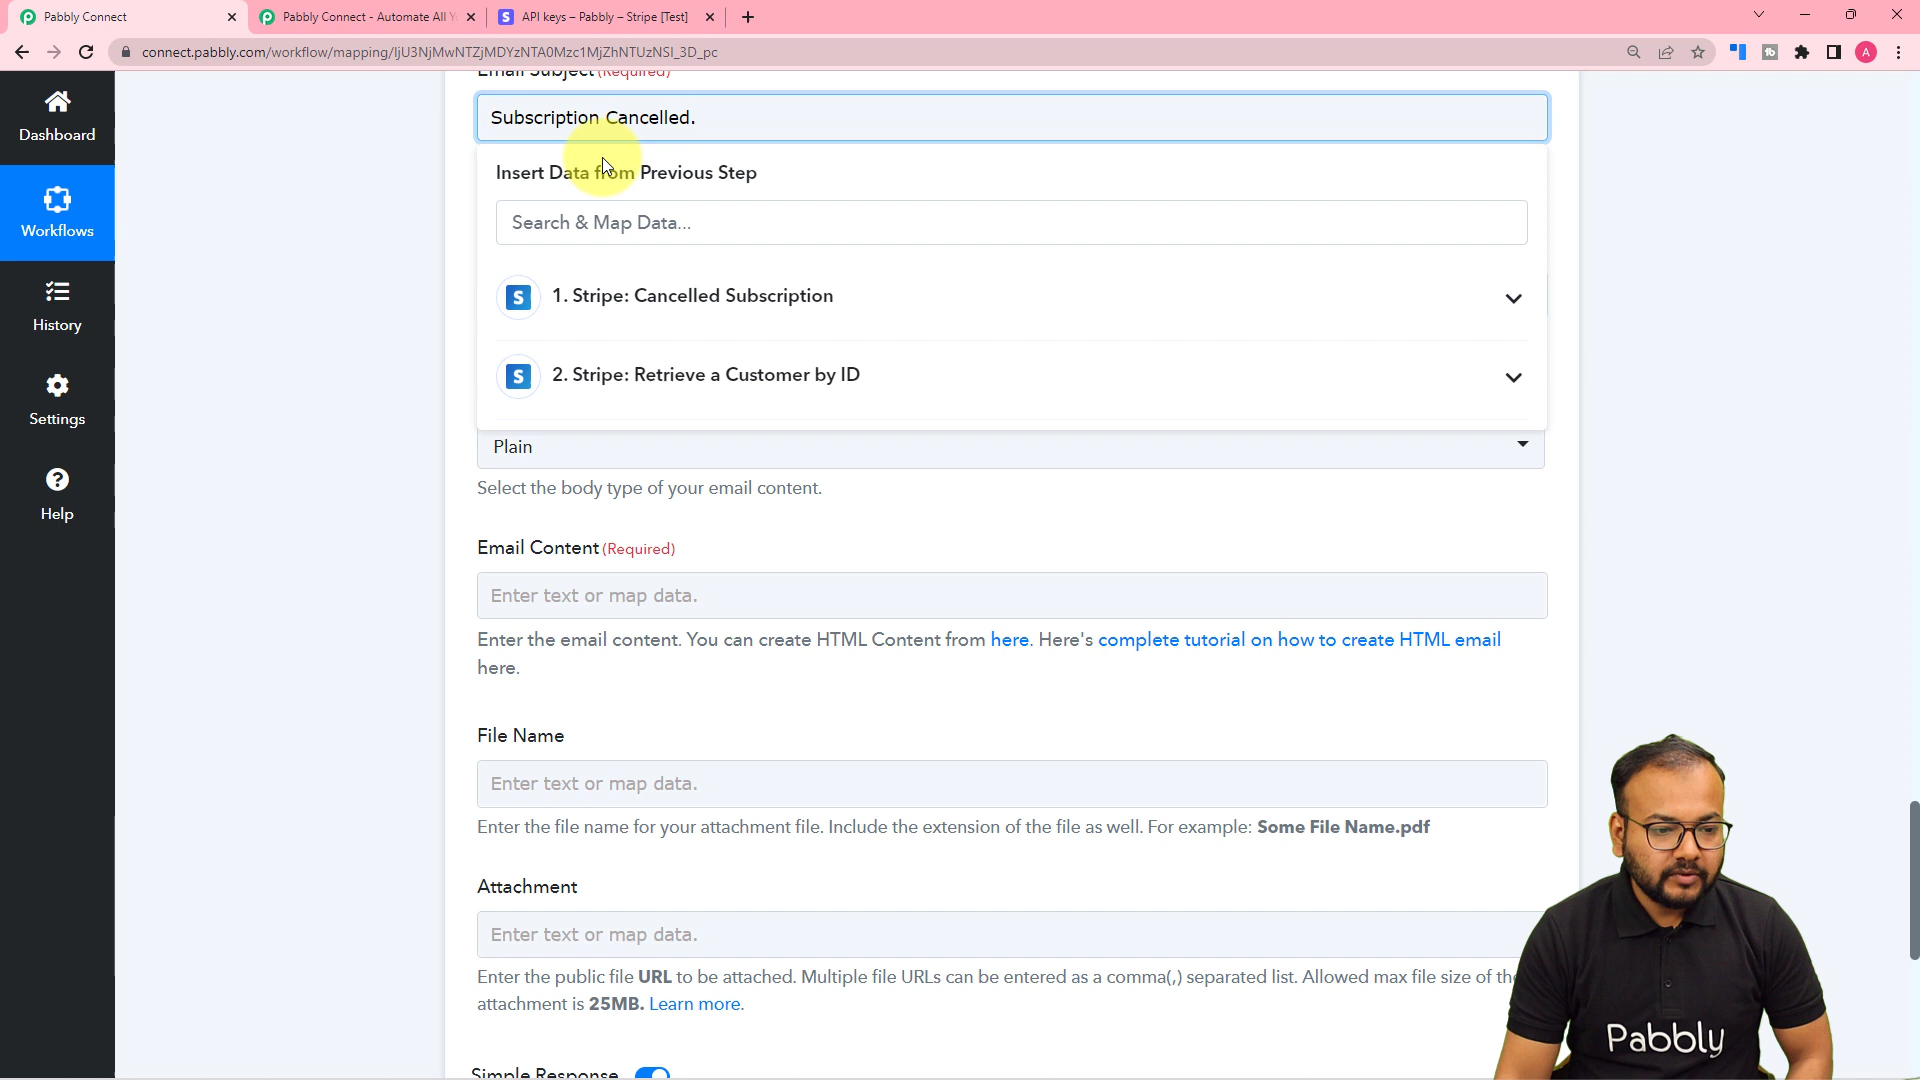 Pabbly Connect
Pabbly Connect - Automate All Y
API keys – Pabbly – Stripe [Test]
connect.pabbly.com/workflow/mapping/IjU3NjMwNTZjMDYzNTA0Mzc1MjZhNTUzNSI_3D_pc
A
Dashboard
Workflows
History
Settings
Help
Email Subject (Required)
Subscription Cancelled.
Insert Data from Previous Step
Search & Map Data...
S
1. Stripe: Cancelled Subscription
S
2. Stripe: Retrieve a Customer by ID
Plain
Select the body type of your email content.
Email Content (Required)
Enter text or map data.
Enter the email content. You can create HTML Content from here. Here's complete tutorial on how to create HTML email
here.
File Name
Enter text or map data.
Enter the file name for your attachment file. Include the extension of the file as well. For example: Some File Name.pdf
Attachment
Enter text or map data.
Enter the public file URL to be attached. Multiple file URLs can be entered as a comma(,) separated list. Allowed max file size of the
attachment is 25MB. Learn more.
Simple Response
Pabbly